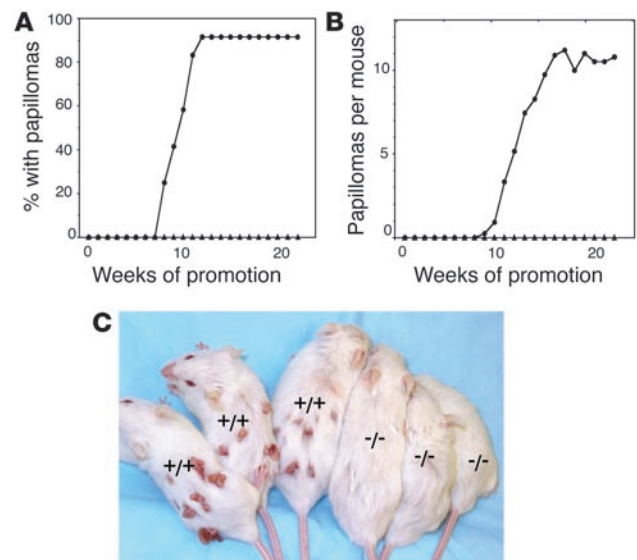 A
% with papillomas
100
80
60
40
20
0
0 10 20
Weeks of promotion
B
Papillomas per mouse
10
5
0
0 10 20
Weeks of promotion
C
+/+
+/+
+/+
-/-
-/-
-/-